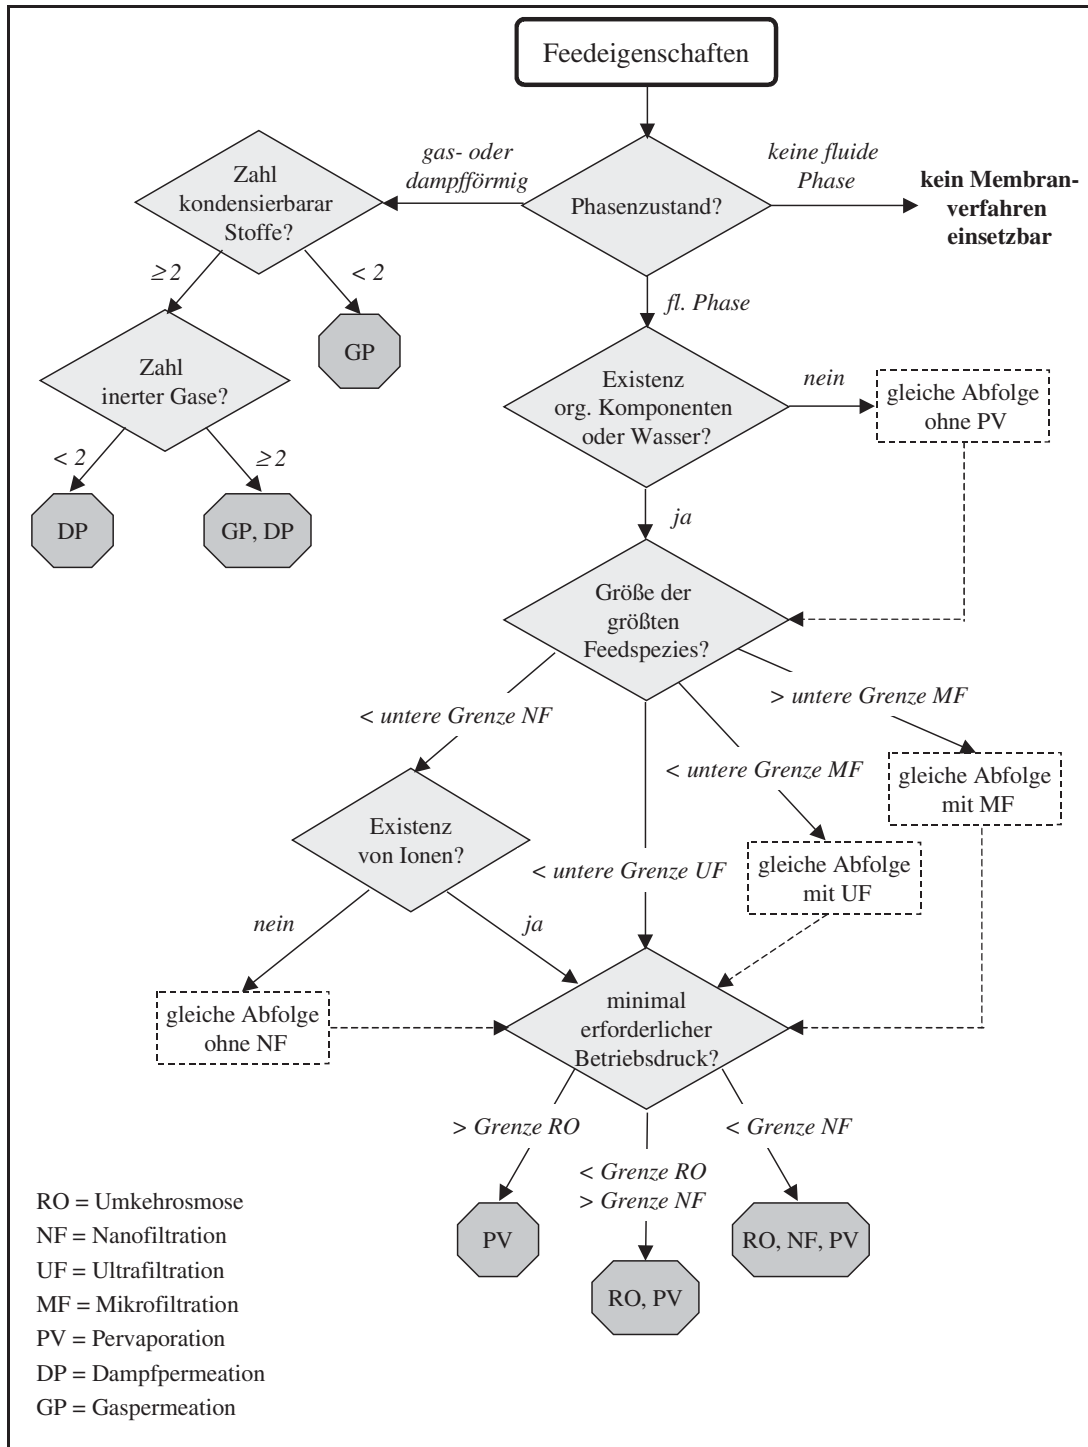 Feedeigenschaften
gas- oder
dampfförmig
keine fluide
Phase
Zahl
kondensierbarar
Stoffe?
Phasenzustand?
kein Membran-
verfahren
einsetzbar
≥2
< 2
fl. Phase
GP
Zahl
inerter Gase?
Existenz
org. Komponenten
oder Wasser?
nein
gleiche Abfolge
ohne PV
< 2
≥2
DP
GP, DP
ja
Größe der
größten
Feedspezies?
< untere Grenze NF
> untere Grenze MF
< untere Grenze MF
gleiche Abfolge
mit MF
Existenz
von Ionen?
< untere Grenze UF
gleiche Abfolge
mit UF
nein
ja
gleiche Abfolge
ohne NF
minimal
erforderlicher
Betriebsdruck?
> Grenze RO
< Grenze RO
> Grenze NF
< Grenze NF
PV
RO, PV
RO, NF, PV
RO = Umkehrosmose
NF = Nanofiltration
UF = Ultrafiltration
MF = Mikrofiltration
PV = Pervaporation
DP = Dampfpermeation
GP = Gaspermeation